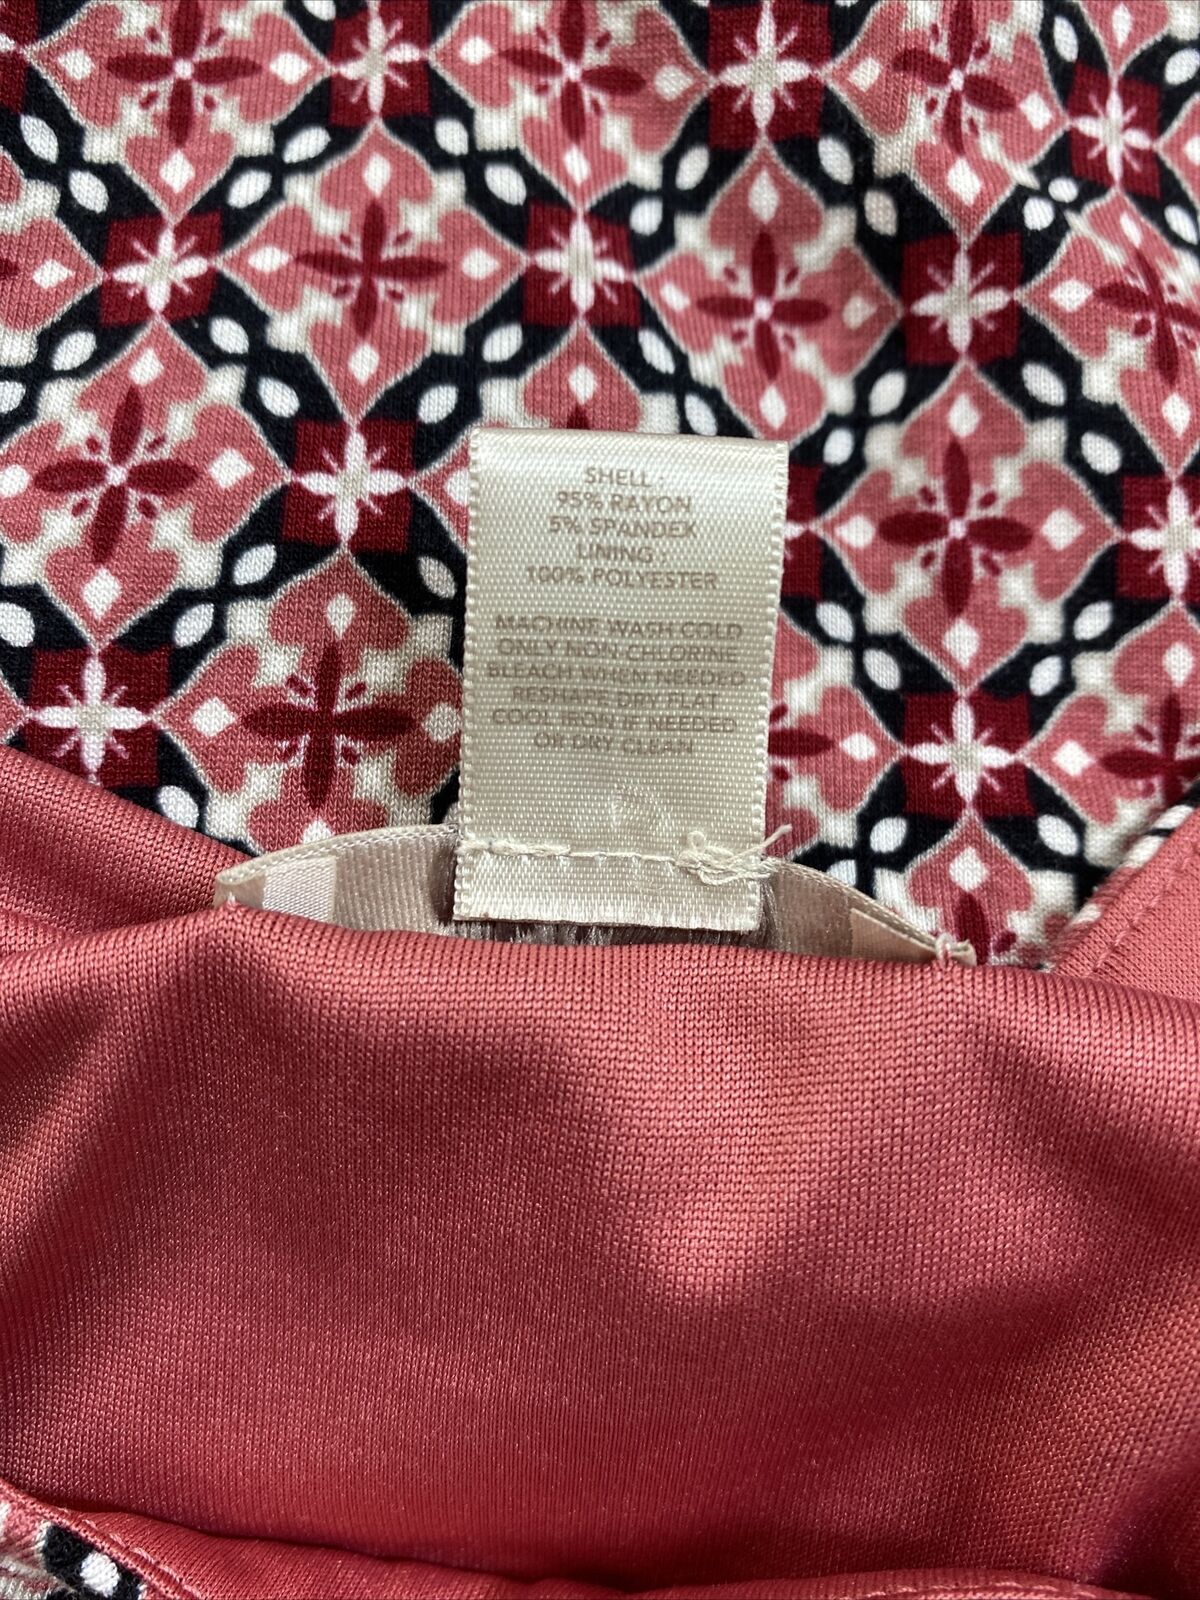 SHELL :
95% RAYON
5% SPANDEX
LINING :
100% POLYESTER
MACHINE WASH COLD
ONLY NON-CHLORINE
BLEACH WHEN NEEDED
RESHAPE DRY FLAT
COOL IRON IF NEEDED
OR DRY CLEAN